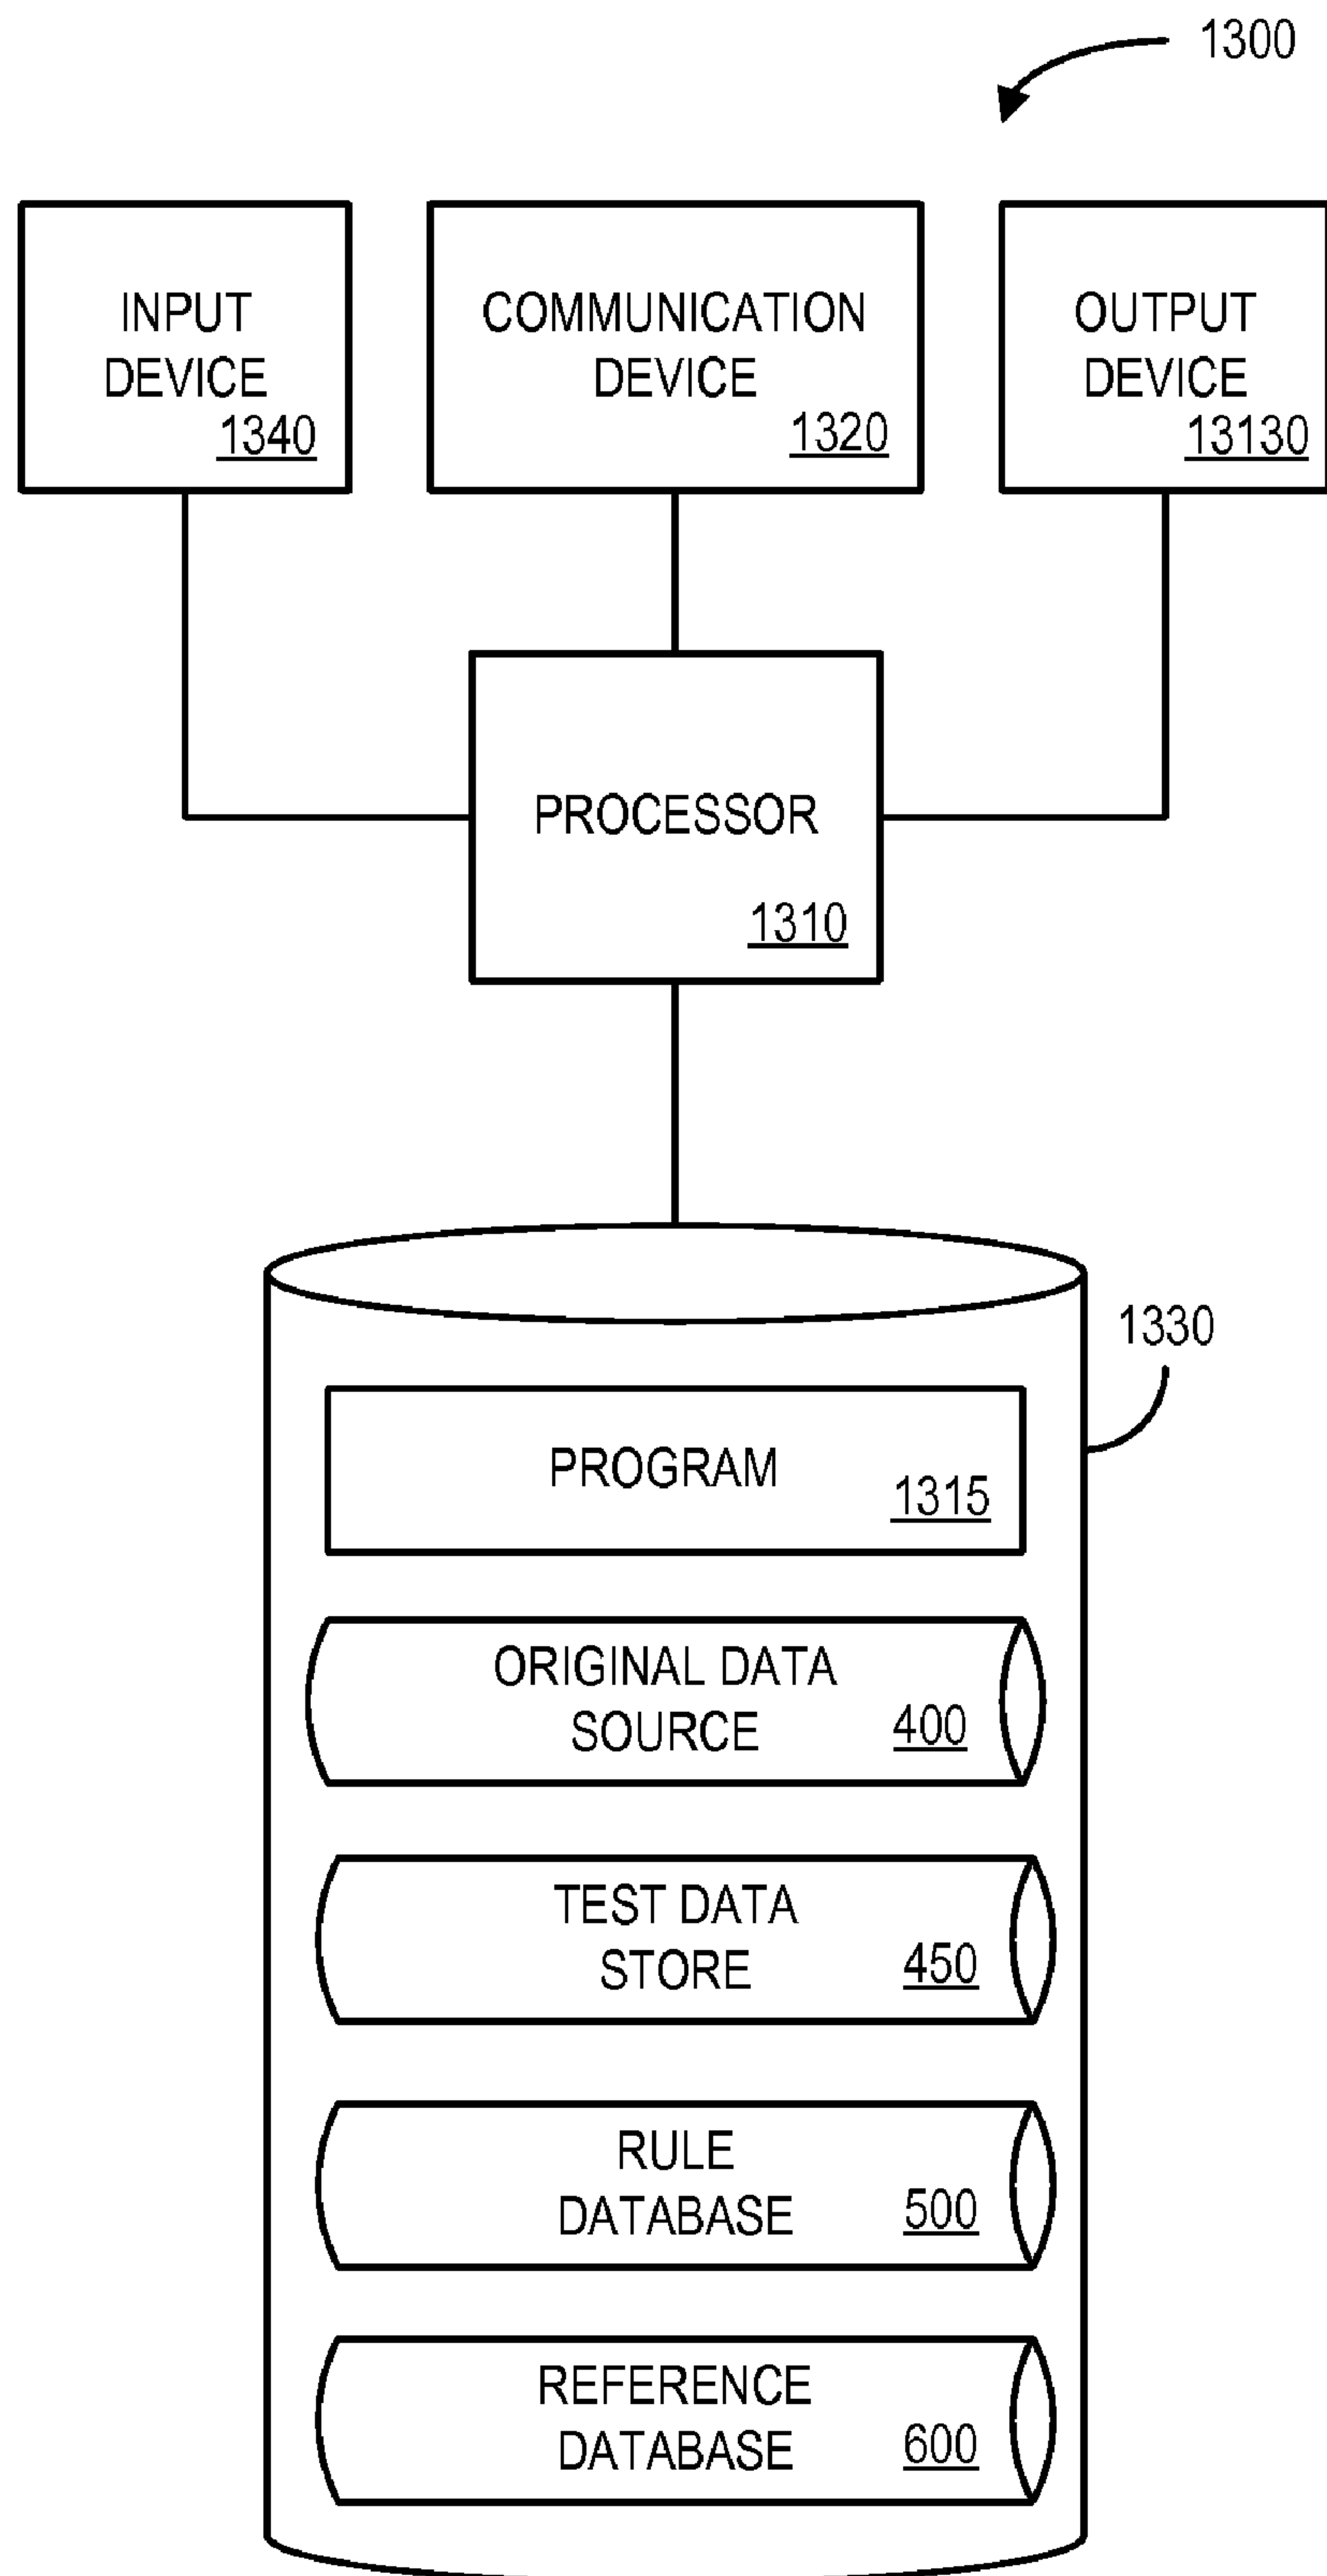 1300
INPUT
DEVICE
1340
COMMUNICATION
DEVICE
1320
OUTPUT
DEVICE
13130
PROCESSOR
1310
1330
PROGRAM
1315
ORIGINAL DATA
SOURCE
400
TEST DATA
STORE
450
RULE
DATABASE
500
REFERENCE
DATABASE
600